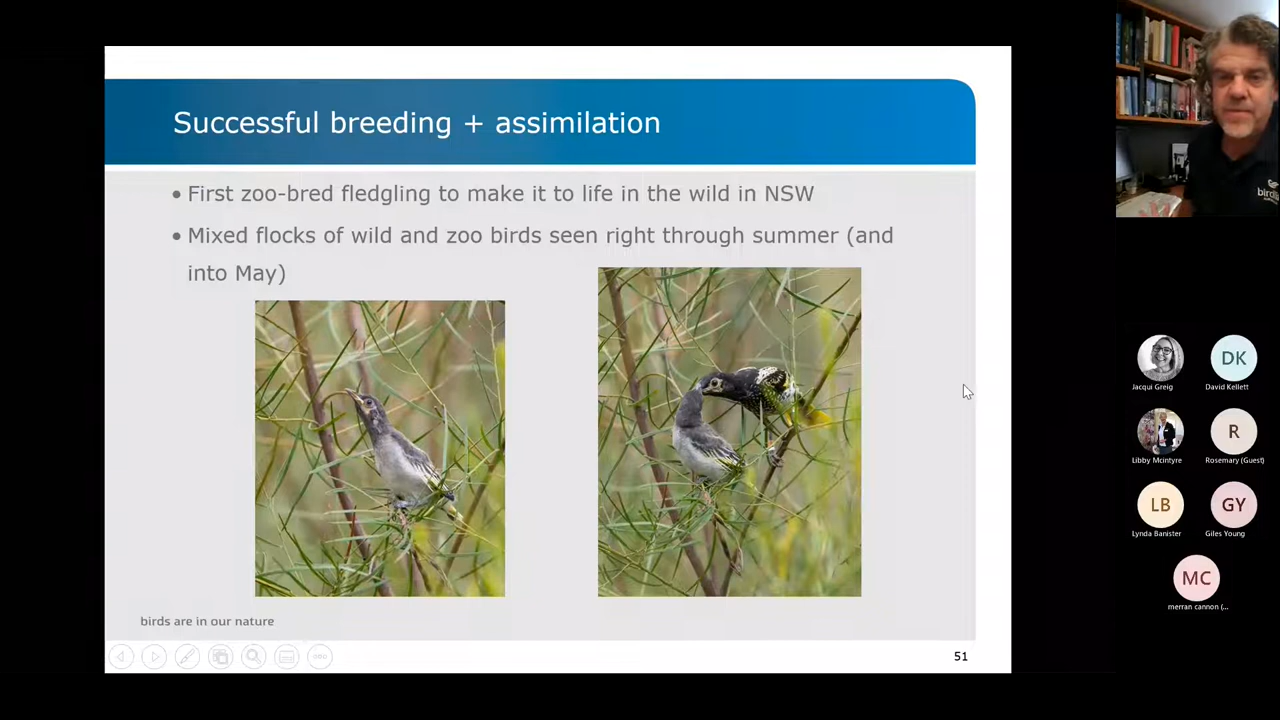 Successful breeding + assimilation
• First zoo-bred fledgling to make it to life in the wild in NSW
• Mixed flocks of wild and zoo birds seen right through summer (and
into May)
birds are in our nature
51
Jacqui Greig
DK
David Kellett
Libby Mcintyre
R
Rosemary (Guest)
LB
Lynda Banister
GY
Giles Young
MC
merran cannon (...